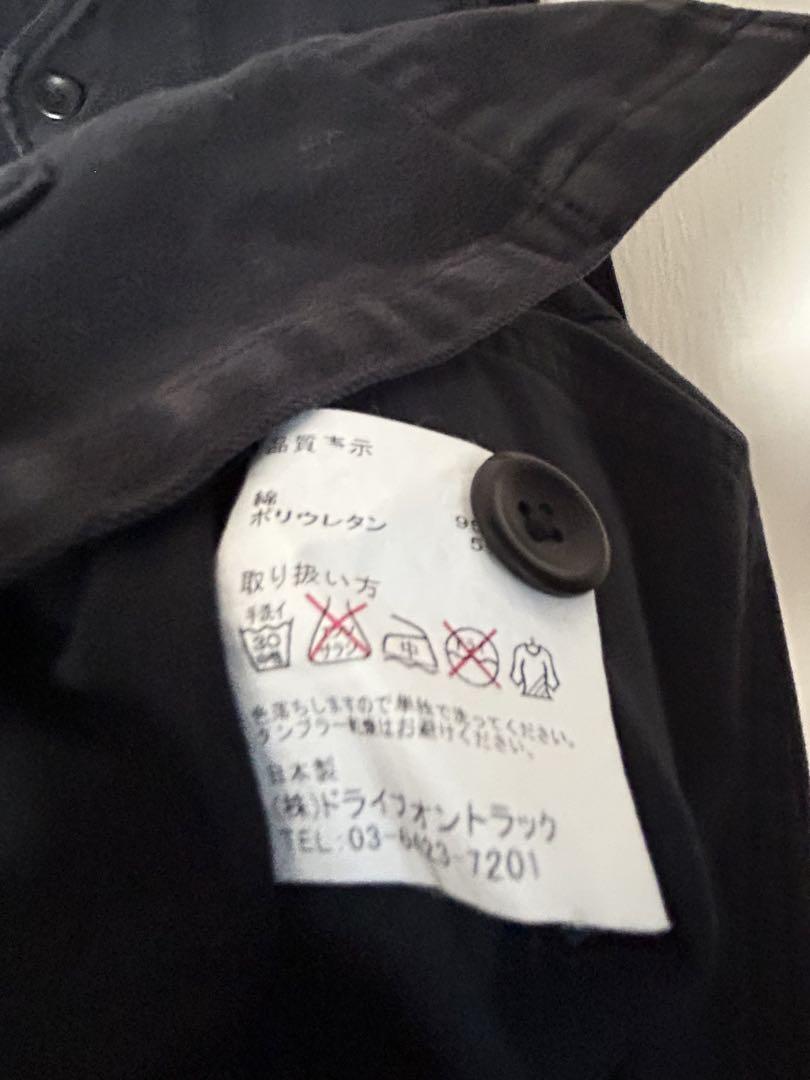 品質表示
綿
ポリウレタン
取り扱い方
手洗イ
30
サラシ
中
色落ちしますので単独で洗ってください。
タンブラー乾燥はお避けください。
日本製
(株)ドライブオントラック
TEL:03-
-7201